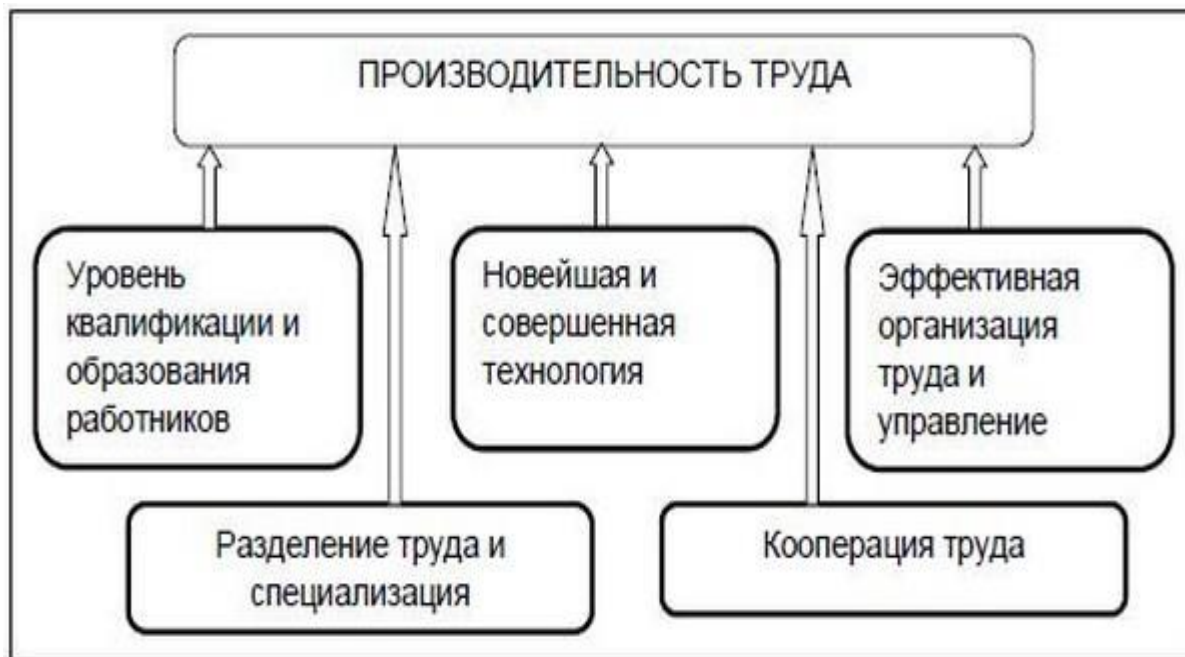 ПРОИЗВОДИТЕЛЬНОСТЬ ТРУДА
Уровень
квалификации и
образования
работников
Новейшая и
совершенная
технология
Эффективная
организация
труда и
управление
Разделение труда и
специализация
Кооперация труда